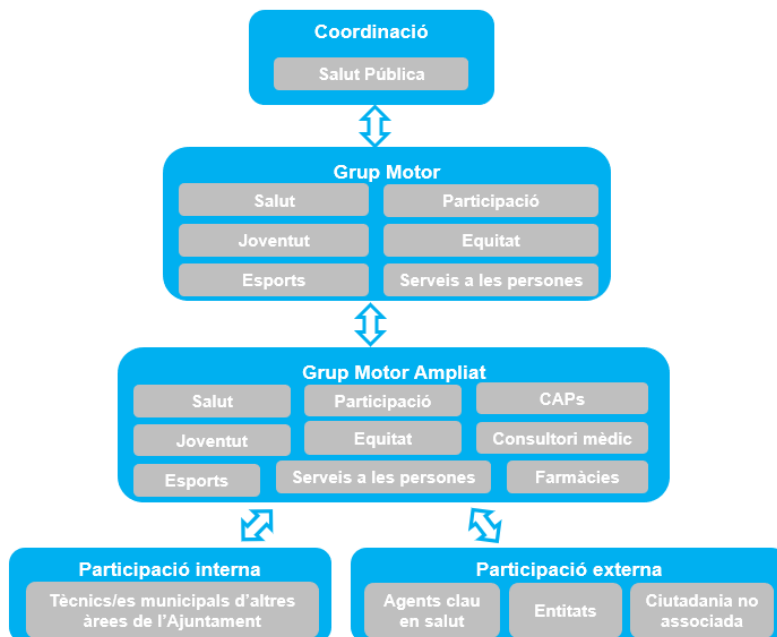 Coordinació
Salut Pública
Grup Motor
Salut
Participació
Joventut
Equitat
Esports
Serveis a les persones
Grup Motor Ampliat
Salut
Participació
CAPs
Joventut
Equitat
Consultori mèdic
Esports
Serveis a les persones
Farmàcies
Participació interna
Tècnics/es municipals d'altres
àrees de l'Ajuntament
Participació externa
Agents clau
en salut
Entitats
Ciutadania no
associada